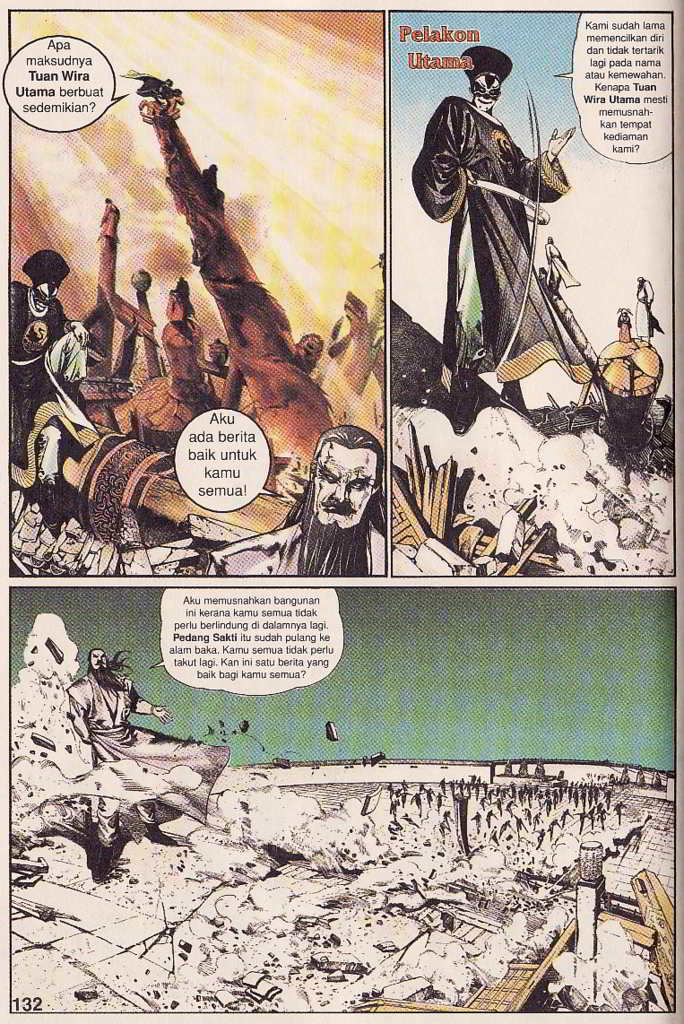 Apa
maksudnya
Tuan Wira
Utama berbuat
sedemikian?
Aku
ada berita
baik untuk
kamu
semua!
Pelakon
Utama
Kami sudah lama
memencilkan diri
dan tidak tertarik
lagi pada nama
atau kemewahan.
Kenapa Tuan
Wira Utama mesti
memusnah-
kan tempat
kediaman
kami?
Aku memusnahkan bangunan
ini kerana kamu semua tidak
perlu berlindung di dalamnya lagi.
Pedang Sakti itu sudah pulang ke
alam baka. Kamu semua tidak perlu
takut lagi. Kan ini satu berita yang
baik bagi kamu semua?
132